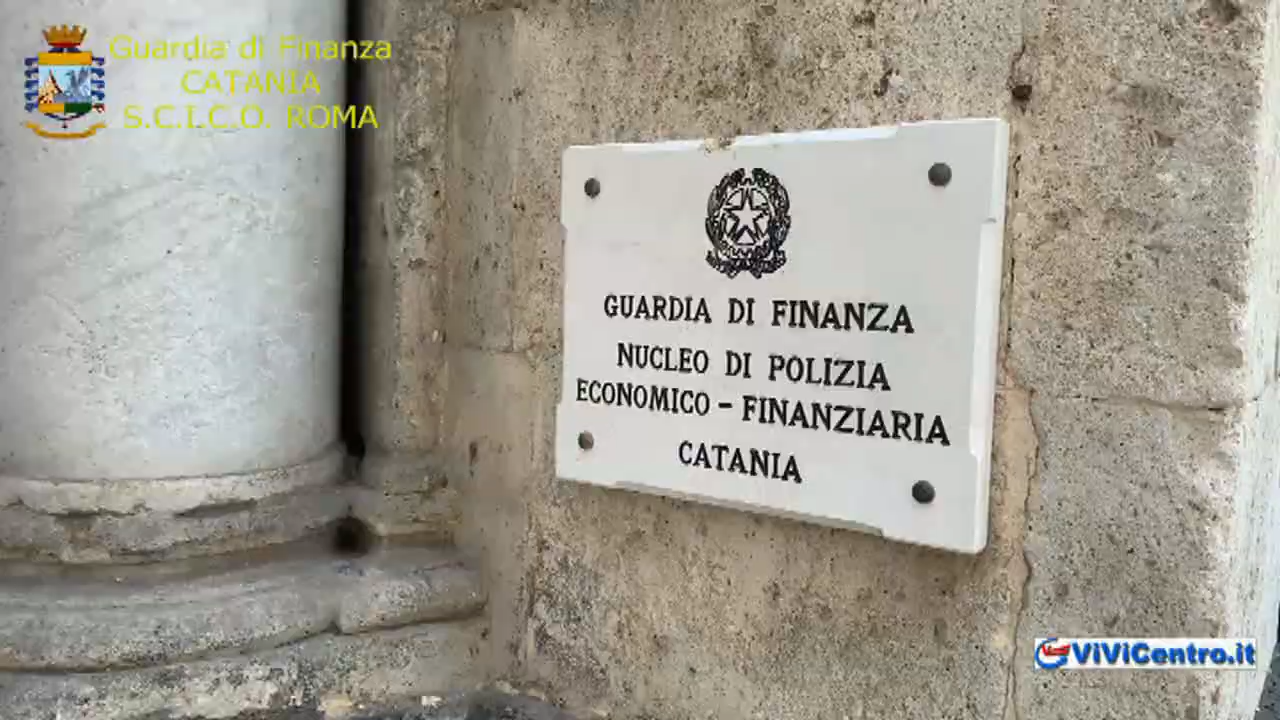 Guardia di Finanza
CATANIA
S.C.I.C.O. ROMA
GUARDIA DI FINANZA
NUCLEO DI POLIZIA
ECONOMICO - FINANZIARIA
CATANIA
ViViCentro.it